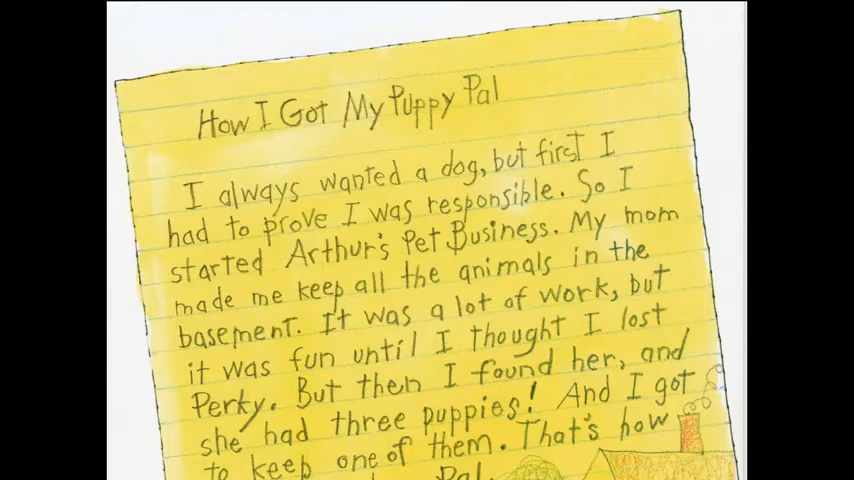 How I Got My Puppy Pal
I always wanted a dog, but first I
had to prove I was responsible. So I
started Arthur's Pet Business. My mom
made me keep all the animals in the
basement. It was a lot of work, but
it was fun until I thought I lost
Perky. But then I found her, and
she had three puppies! And I got
to keep one of them. That's how
Pal.